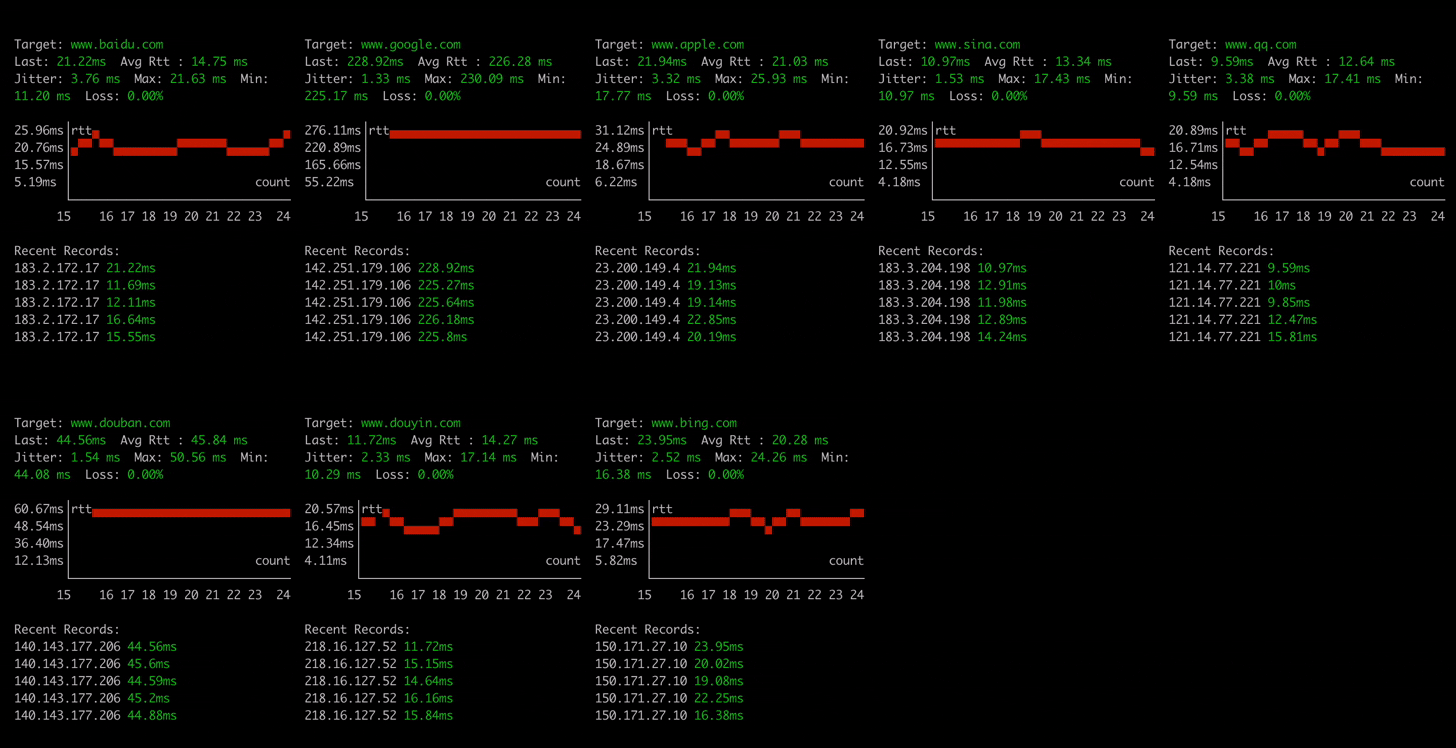 Target: www.baidu.com
Last: 21.22ms  Avg Rtt : 14.75 ms
Jitter: 3.76 ms  Max: 21.63 ms  Min:
11.20 ms  Loss: 0.00%
25.96ms rtt
20.76ms
15.57ms
5.19ms count
15 16 17 18 19 20 21 22 23 24
Recent Records:
183.2.172.17 21.22ms
183.2.172.17 11.69ms
183.2.172.17 12.11ms
183.2.172.17 16.64ms
183.2.172.17 15.55ms
Target: www.google.com
Last: 228.92ms  Avg Rtt : 226.28 ms
Jitter: 1.33 ms  Max: 230.09 ms  Min:
225.17 ms  Loss: 0.00%
276.11ms rtt
220.89ms
165.66ms
55.22ms count
15 16 17 18 19 20 21 22 23 24
Recent Records:
142.251.179.106 228.92ms
142.251.179.106 225.27ms
142.251.179.106 225.64ms
142.251.179.106 226.18ms
142.251.179.106 225.8ms
Target: www.apple.com
Last: 21.94ms  Avg Rtt : 21.03 ms
Jitter: 3.32 ms  Max: 25.93 ms  Min:
17.77 ms  Loss: 0.00%
31.12ms rtt
24.89ms
18.67ms
6.22ms count
15 16 17 18 19 20 21 22 23 24
Recent Records:
23.200.149.4 21.94ms
23.200.149.4 19.13ms
23.200.149.4 19.14ms
23.200.149.4 22.85ms
23.200.149.4 20.19ms
Target: www.sina.com
Last: 10.97ms  Avg Rtt : 13.34 ms
Jitter: 1.53 ms  Max: 17.43 ms  Min:
10.97 ms  Loss: 0.00%
20.92ms rtt
16.73ms
12.55ms
4.18ms count
15 16 17 18 19 20 21 22 23 24
Recent Records:
183.3.204.198 10.97ms
183.3.204.198 12.91ms
183.3.204.198 11.98ms
183.3.204.198 12.89ms
183.3.204.198 14.24ms
Target: www.qq.com
Last: 9.59ms  Avg Rtt : 12.64 ms
Jitter: 3.38 ms  Max: 17.41 ms  Min:
9.59 ms  Loss: 0.00%
20.89ms rtt
16.71ms
12.54ms
4.18ms count
15 16 17 18 19 20 21 22 23 24
Recent Records:
121.14.77.221 9.59ms
121.14.77.221 10ms
121.14.77.221 9.85ms
121.14.77.221 12.47ms
121.14.77.221 15.81ms
Target: www.douban.com
Last: 44.56ms  Avg Rtt : 45.84 ms
Jitter: 1.54 ms  Max: 50.56 ms  Min:
44.08 ms  Loss: 0.00%
60.67ms rtt
48.54ms
36.40ms
12.13ms count
15 16 17 18 19 20 21 22 23 24
Recent Records:
140.143.177.206 44.56ms
140.143.177.206 45.6ms
140.143.177.206 44.59ms
140.143.177.206 45.2ms
140.143.177.206 44.88ms
Target: www.douyin.com
Last: 11.72ms  Avg Rtt : 14.27 ms
Jitter: 2.33 ms  Max: 17.14 ms  Min:
10.29 ms  Loss: 0.00%
20.57ms rtt
16.45ms
12.34ms
4.11ms count
15 16 17 18 19 20 21 22 23 24
Recent Records:
218.16.127.52 11.72ms
218.16.127.52 15.15ms
218.16.127.52 14.64ms
218.16.127.52 16.16ms
218.16.127.52 15.84ms
Target: www.bing.com
Last: 23.95ms  Avg Rtt : 20.28 ms
Jitter: 2.52 ms  Max: 24.26 ms  Min:
16.38 ms  Loss: 0.00%
29.11ms rtt
23.29ms
17.47ms
5.82ms count
15 16 17 18 19 20 21 22 23 24
Recent Records:
150.171.27.10 23.95ms
150.171.27.10 20.02ms
150.171.27.10 19.08ms
150.171.27.10 22.25ms
150.171.27.10 16.38ms